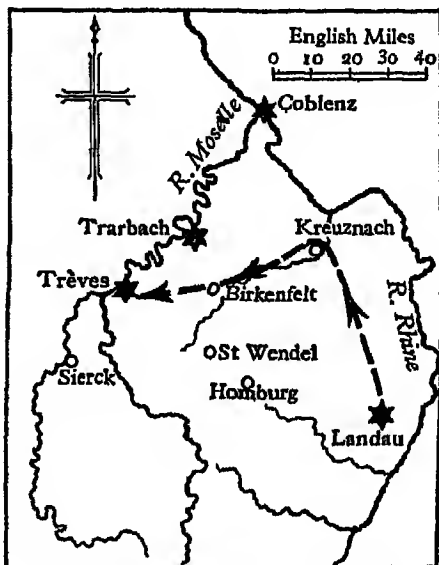 English Miles
0 10 20 30 40
Coblenz
R. Moselle
Trarbach
Kreuznach
Trèves
Birkenfelt
R. Rhine
St Wendel
Sierck
Homburg
Landau